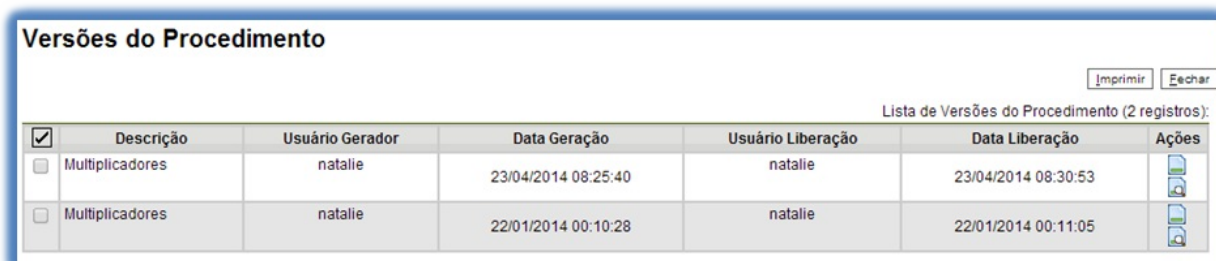 Versões do Procedimento
Imprimir Fechar
Lista de Versões do Procedimento (2 registros):
Descrição Usuário Gerador Data Geração Usuário Liberação Data Liberação Ações
Multiplicadores natalie 23/04/2014 08:25:40 natalie 23/04/2014 08:30:53
Multiplicadores natalie 22/01/2014 00:10:28 natalie 22/01/2014 00:11:05